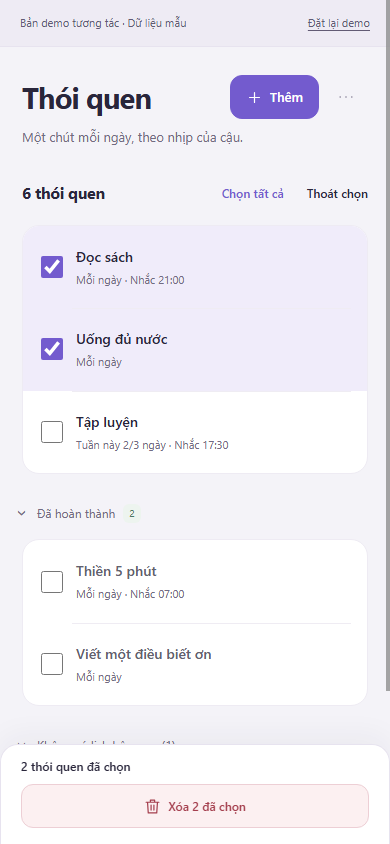 Bản demo tương tác · Dữ liệu mẫu
Đặt lại demo
Thói quen
+ Thêm
···
Một chút mỗi ngày, theo nhịp của cậu.
6 thói quen
Chọn tất cả
Thoát chọn
Đọc sách
Mỗi ngày · Nhắc 21:00
Uống đủ nước
Mỗi ngày
Tập luyện
Tuần này 2/3 ngày · Nhắc 17:30
Đã hoàn thành 2
Thiền 5 phút
Mỗi ngày · Nhắc 07:00
Viết một điều biết ơn
Mỗi ngày
2 thói quen đã chọn
Xóa 2 đã chọn